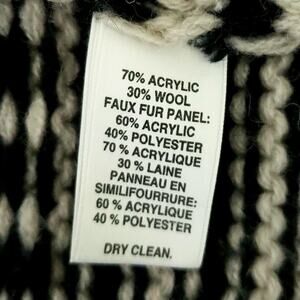 70% ACRYLIC
30% WOOL
FAUX FUR PANEL:
60% ACRYLIC
40% POLYESTER
70 % ACRYLIQUE
30 % LAINE
PANNEAU EN
SIMILIFOURRURE:
60 % ACRYLIQUE
40 % POLYESTER
DRY CLEAN.